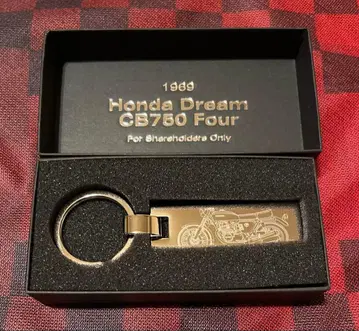 1969
Honda Dream
CB750 Four
For Shareholders Only